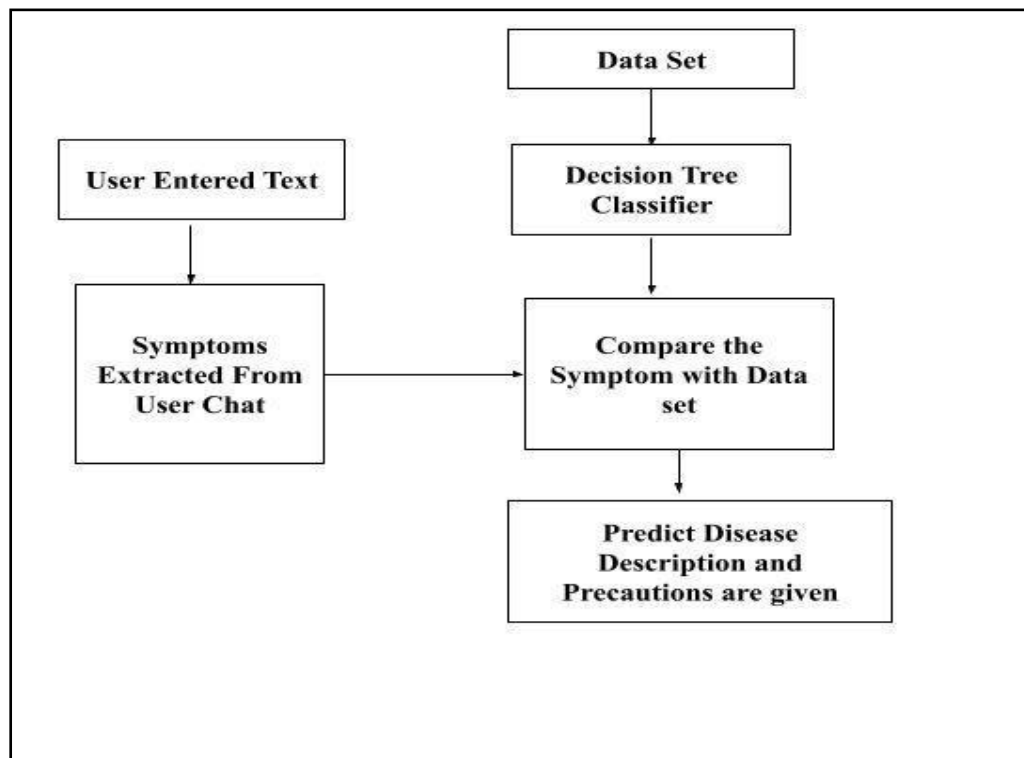 Data Set
User Entered Text
Decision Tree
Classifier
Symptoms
Extracted From
User Chat
Compare the
Symptom with Data
set
Predict Disease
Description and
Precautions are given